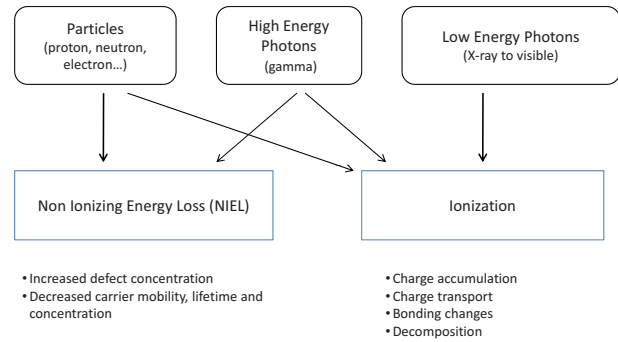 Particles
(proton, neutron,
electron...)
High Energy
Photons
(gamma)
Low Energy Photons
(X-ray to visible)
Non Ionizing Energy Loss (NIEL)
Ionization
• Increased defect concentration
• Decreased carrier mobility, lifetime and
concentration
• Charge accumulation
• Charge transport
• Bonding changes
• Decomposition